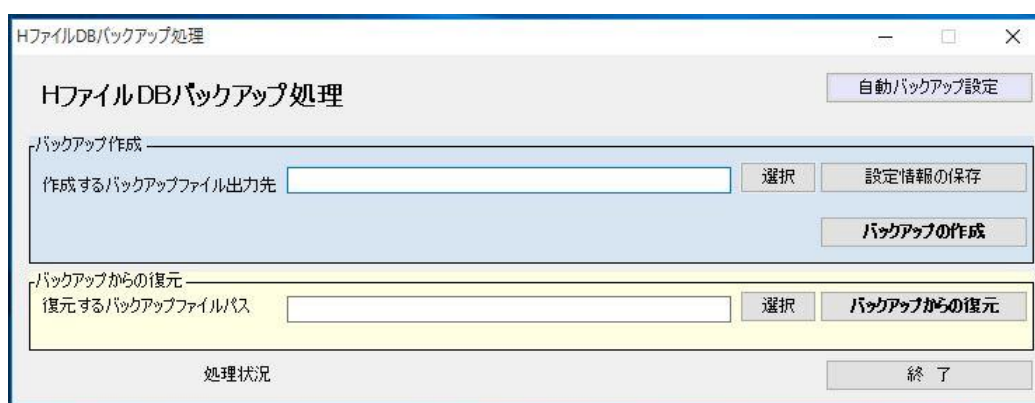 HファイルDBバックアップ処理
HファイルDBバックアップ処理
自動バックアップ設定
バックアップ作成
作成するバックアップファイル出力先
選択
設定情報の保存
バックアップの作成
バックアップからの復元
復元するバックアップファイルパス
選択
バックアップからの復元
処理状況
終 了